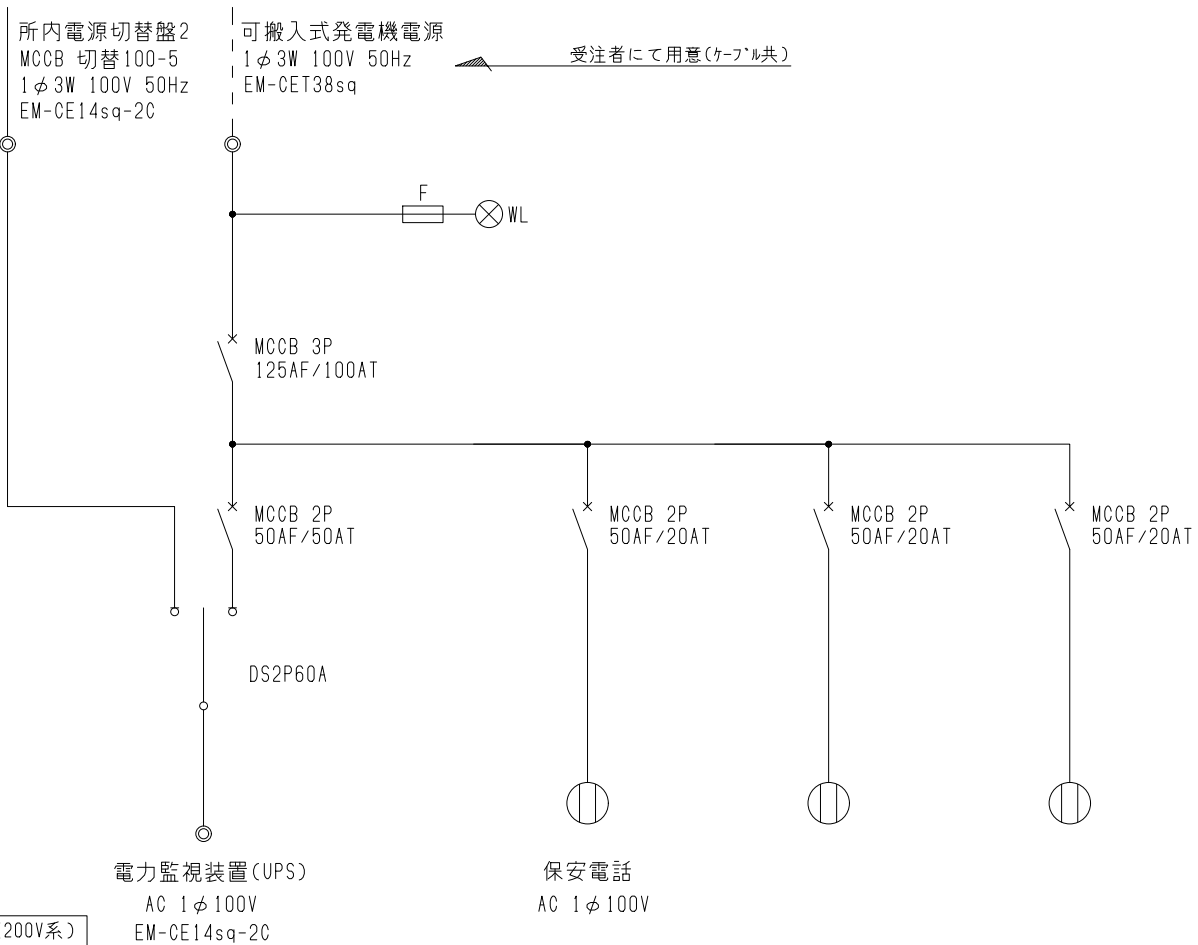 所内電源切替盤2
MCCB 切替100-5
1φ3W 100V 50Hz
EM-CE14sq-2C
可搬入式発電機電源
1φ3W 100V 50Hz
EM-CET38sq
受注者にて用意(ｹｰﾌﾞﾙ共)
F
WL
MCCB 3P
125AF/100AT
MCCB 2P
50AF/50AT
MCCB 2P
50AF/20AT
MCCB 2P
50AF/20AT
MCCB 2P
50AF/20AT
DS2P60A
電力監視装置(UPS)
AC 1φ100V
EM-CE14sq-2C
保安電話
AC 1φ100V
200V系)